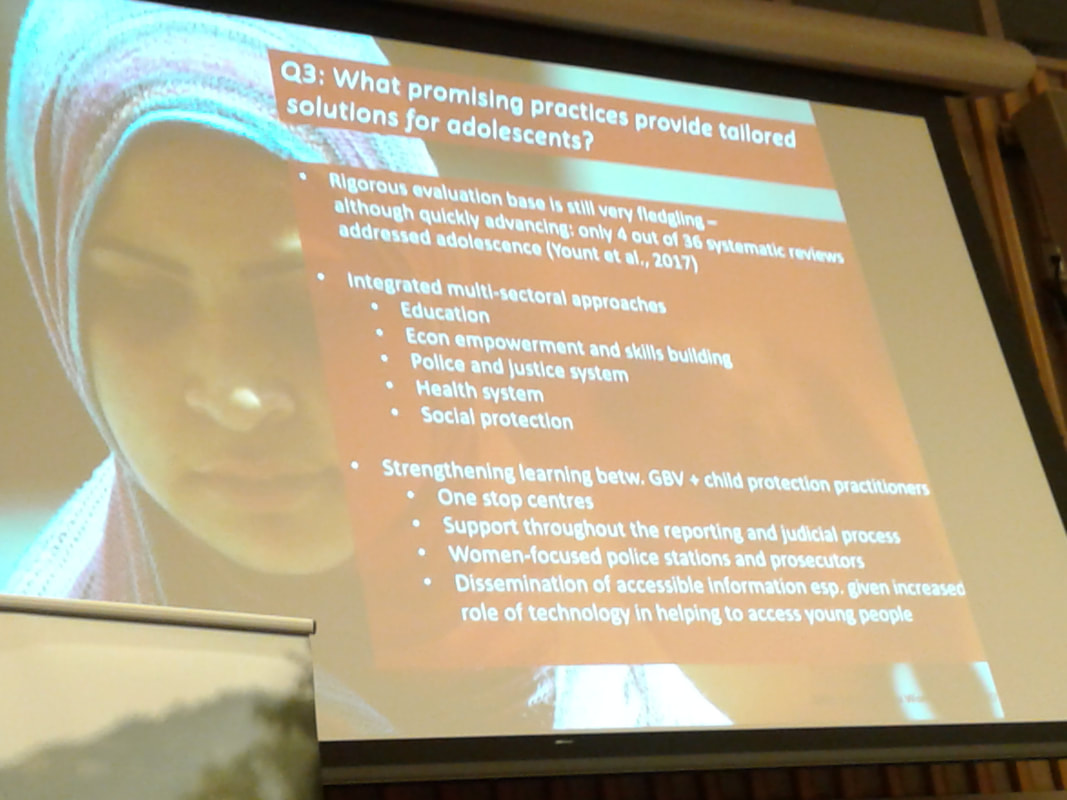 Q3: What promising practices provide tailored
solutions for adolescents?
• Rigorous evaluation base is still very fledgling –
although quickly advancing: only 4 out of 36 systematic reviews
addressed adolescence (Yount et al., 2017)
• Integrated multi-sectoral approaches
• Education
• Econ empowerment and skills building
• Police and justice system
• Health system
• Social protection
• Strengthening learning betw. GBV + child protection practitioners
• One stop centres
• Support throughout the reporting and judicial process
• Women-focused police stations and prosecutors
• Dissemination of accessible information esp. given increased
role of technology in helping to access young people